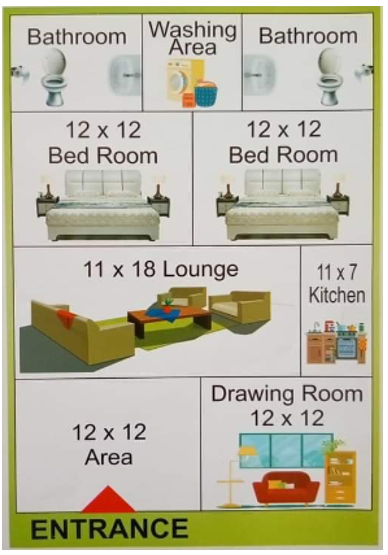 Bathroom
Washing
Area
Bathroom
12 x 12
Bed Room
12 x 12
Bed Room
11 x 18 Lounge
11 x 7
Kitchen
12 x 12
Area
Drawing Room
12 x 12
ENTRANCE